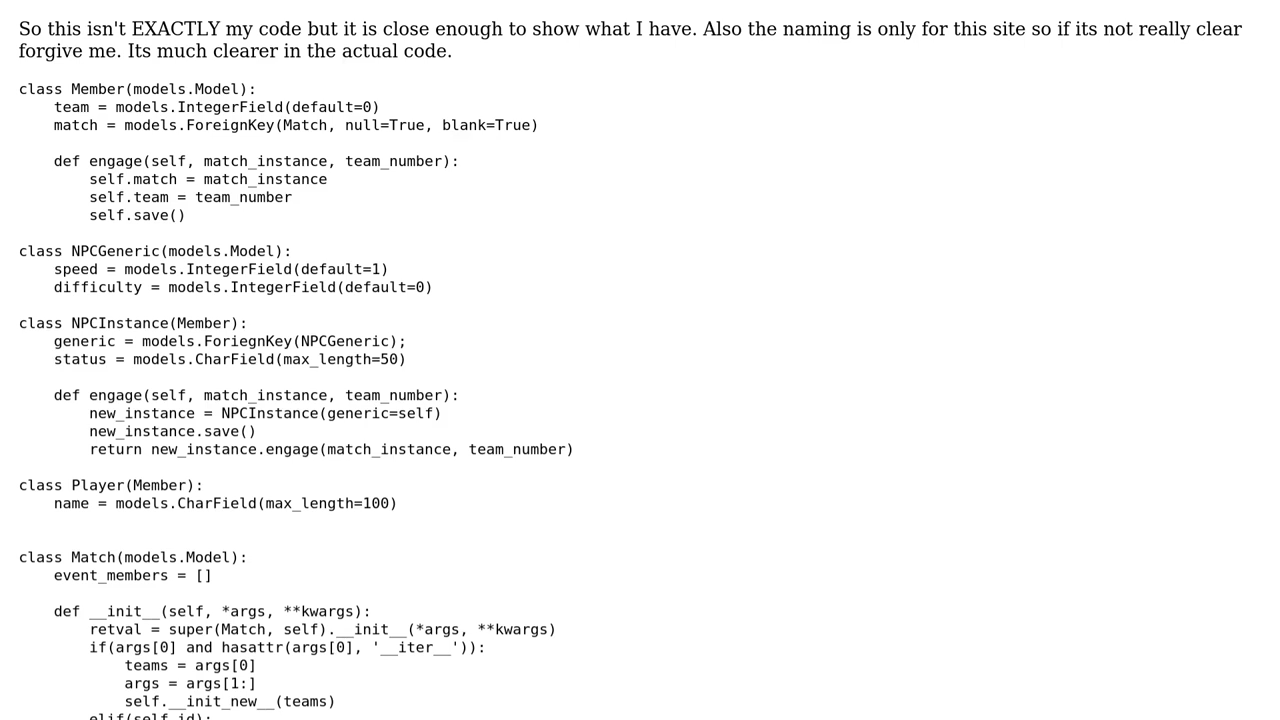 So this isn't EXACTLY my code but it is close enough to show what I have. Also the naming is only for this site so if its not really clear
forgive me. Its much clearer in the actual code.
class Member(models.Model):
    team = models.IntegerField(default=0)
    match = models.ForeignKey(Match, null=True, blank=True)
    def engage(self, match_instance, team_number):
        self.match = match_instance
        self.team = team_number
        self.save()
class NPCGeneric(models.Model):
    speed = models.IntegerField(default=1)
    difficulty = models.IntegerField(default=0)
class NPCInstance(Member):
    generic = models.ForiegnKey(NPCGeneric);
    status = models.CharField(max_length=50)
    def engage(self, match_instance, team_number):
        new_instance = NPCInstance(generic=self)
        new_instance.save()
        return new_instance.engage(match_instance, team_number)
class Player(Member):
    name = models.CharField(max_length=100)
class Match(models.Model):
    event_members = []
    def __init__(self, *args, **kwargs):
        retval = super(Match, self).__init__(*args, **kwargs)
        if(args[0] and hasattr(args[0], '__iter__')):
            teams = args[0]
            args = args[1:]
            self.__init_new__(teams)
        elif(self.id):